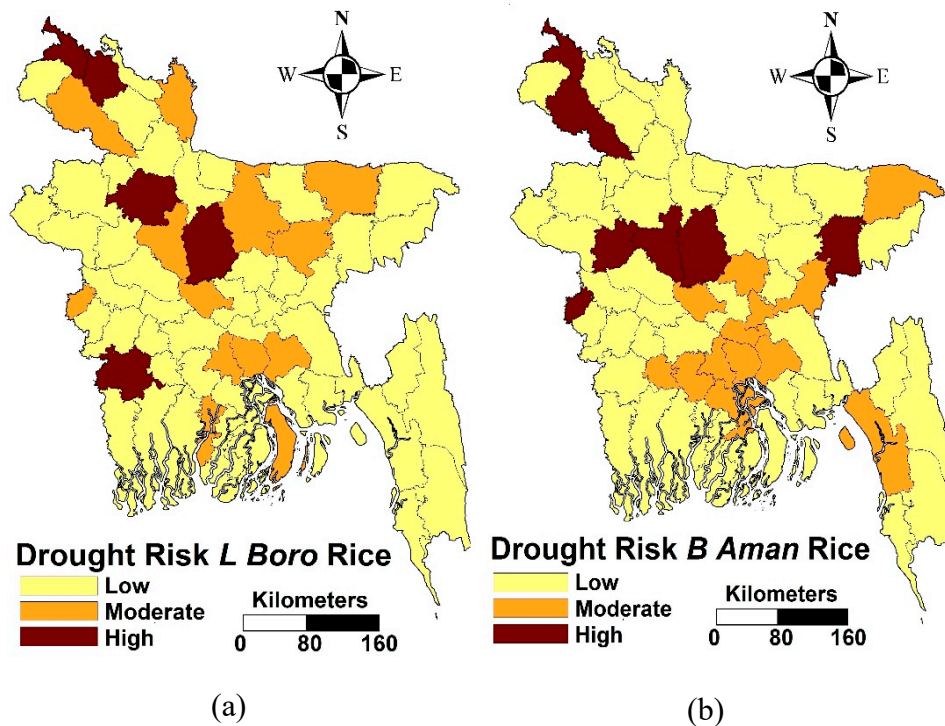 N
W E
S
Drought Risk L Boro Rice
Low
Moderate
High
Kilometers
0 80 160
(a)
N
W E
S
Drought Risk B Aman Rice
Low
Moderate
High
Kilometers
0 80 160
(b)